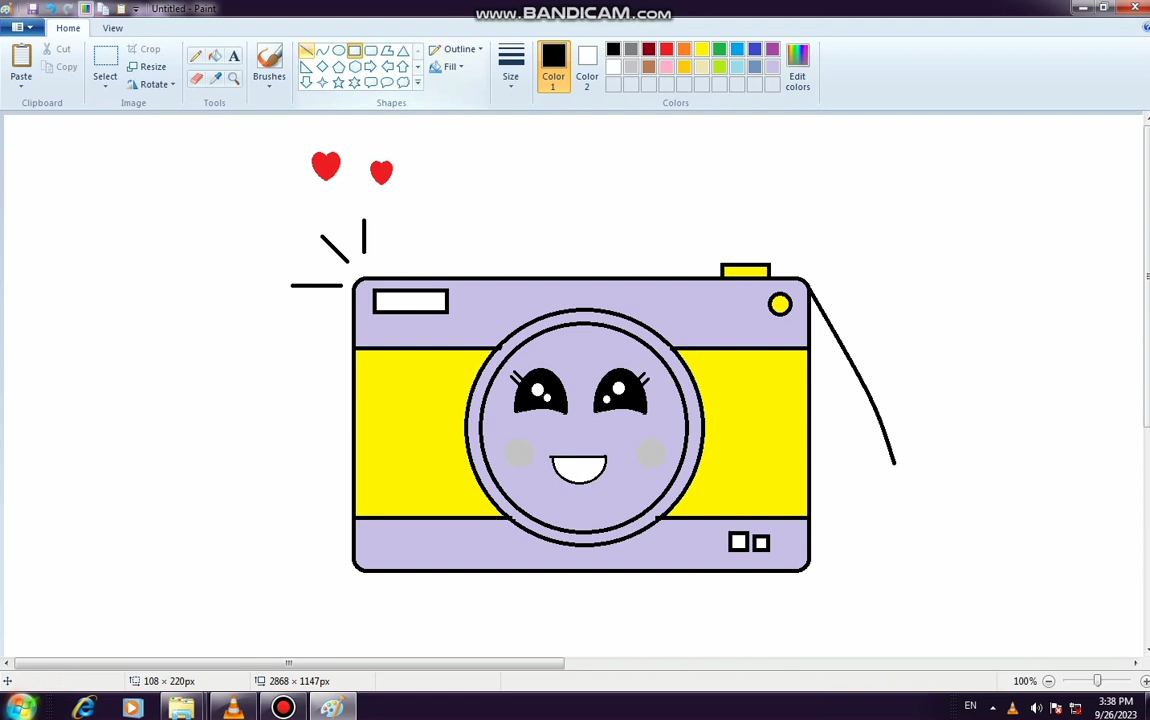 www.BANDICAM.com
Untitled - Paint
Home
View
Paste
Cut
Copy
Clipboard
Select
Crop
Resize
Rotate
Image
A
Tools
Brushes
Outline
Fill
Shapes
Size
Color 1
Color 2
Edit colors
Colors
108 × 220px
2868 × 1147px
100%
EN
3:38 PM
9/26/2023